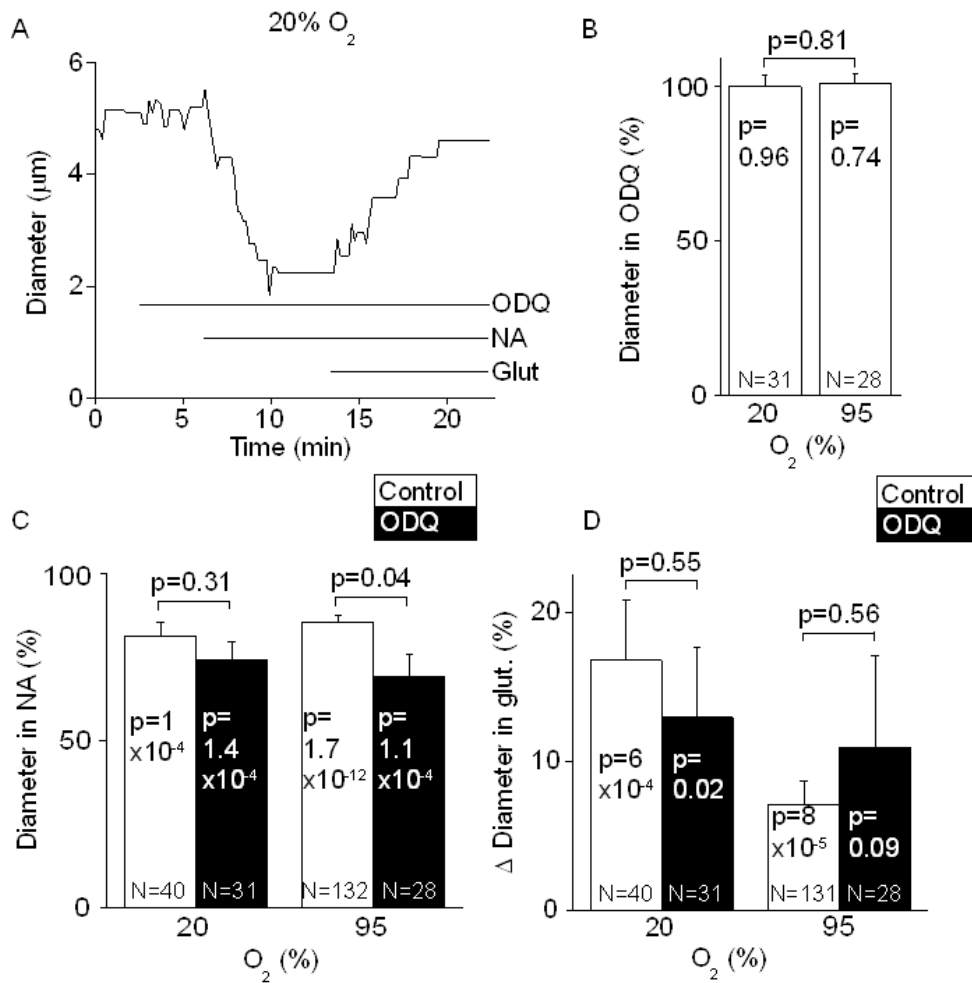 A
20% O2
6
4
2
0
Diameter (μm)
ODQ
NA
Glut
0 5 10 15 20
Time (min)
B
p=0.81
100
50
0
Diameter in ODQ (%)
p=
0.96
p=
0.74
N=31
N=28
20 95
O2 (%)
C
Control
ODQ
100
50
0
Diameter in NA (%)
p=0.31
p=0.04
p=1
x10-4
p=
1.4
x10-4
p=
1.7
x10-12
p=
1.1
x10-4
N=40
N=31
N=132
N=28
20 95
O2 (%)
D
Control
ODQ
20
10
0
Δ Diameter in glut. (%)
p=0.55
p=0.56
p=6
x10-4
p=
0.02
p=8
x10-5
p=
0.09
N=40
N=31
N=131
N=28
20 95
O2 (%)